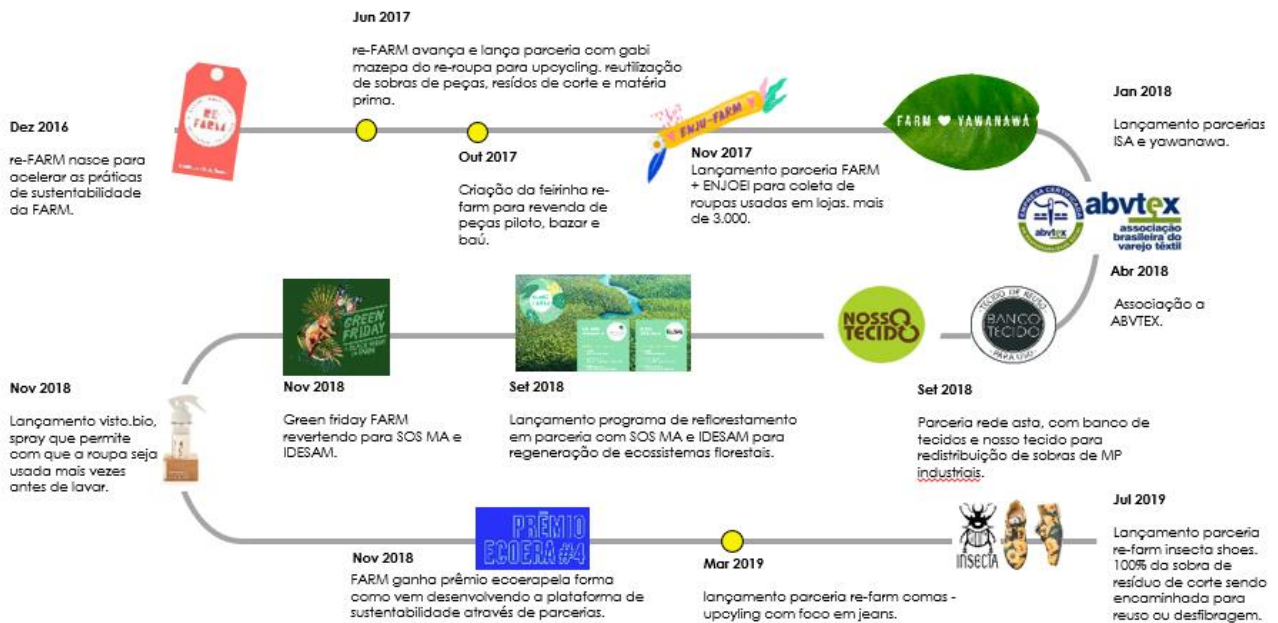 Dez 2016
re-FARM nasce para
acelerar as práticas
de sustentabilidade
da FARM.
RE-
FARM
Jun 2017
re-FARM avança e lança parceria com gabi
mazepa do re-roupa para upcycling. reutilização
de sobras de peças, resídos de corte e matéria
prima.
Out 2017
Criação da feirinha re-
farm para revenda de
peças piloto, bazar e
baú.
ENJU-FARM
Nov 2017
Lançamento parceria FARM
+ ENJOEI para coleta de
roupas usadas em lojas. mais
de 3.000.
FARM YAWANAWÁ
Jan 2018
Lançamento parcerias
ISA e yawanawa.
EMPRESA CERTIFICADA
abvtex
abvtex
associação
brasileira do
varejo têxtil
Abr 2018
Associação a
ABVTEX.
TECIDO DE REUSO
BANCO
TECIDO
PARA USO
NOSSO
TECIDO
Set 2018
Parceria rede asta, com banco de
tecidos e nosso tecido para
redistribuição de sobras de MP
industriais.
Set 2018
Lançamento programa de reflorestamento
em parceria com SOS MA e IDESAM para
regeneração de ecossistemas florestais.
GREEN
FRIDAY
Nov 2018
Green friday FARM
revertendo para SOS MA e
IDESAM.
Nov 2018
Lançamento visto.bio,
spray que permite
com que a roupa seja
usada mais vezes
antes de lavar.
PRÊMIO
ECOERA#4
Nov 2018
FARM ganha prêmio ecoerapela forma
como vem desenvolvendo a plataforma de
sustentabilidade através de parcerias.
Mar 2019
lançamento parceria re-farm comas -
upcyling com foco em jeans.
INSECTA
Jul 2019
Lançamento parceria
re-farm insecta shoes.
100% da sobra de
resíduo de corte sendo
encaminhada para
reuso ou desfibragem.